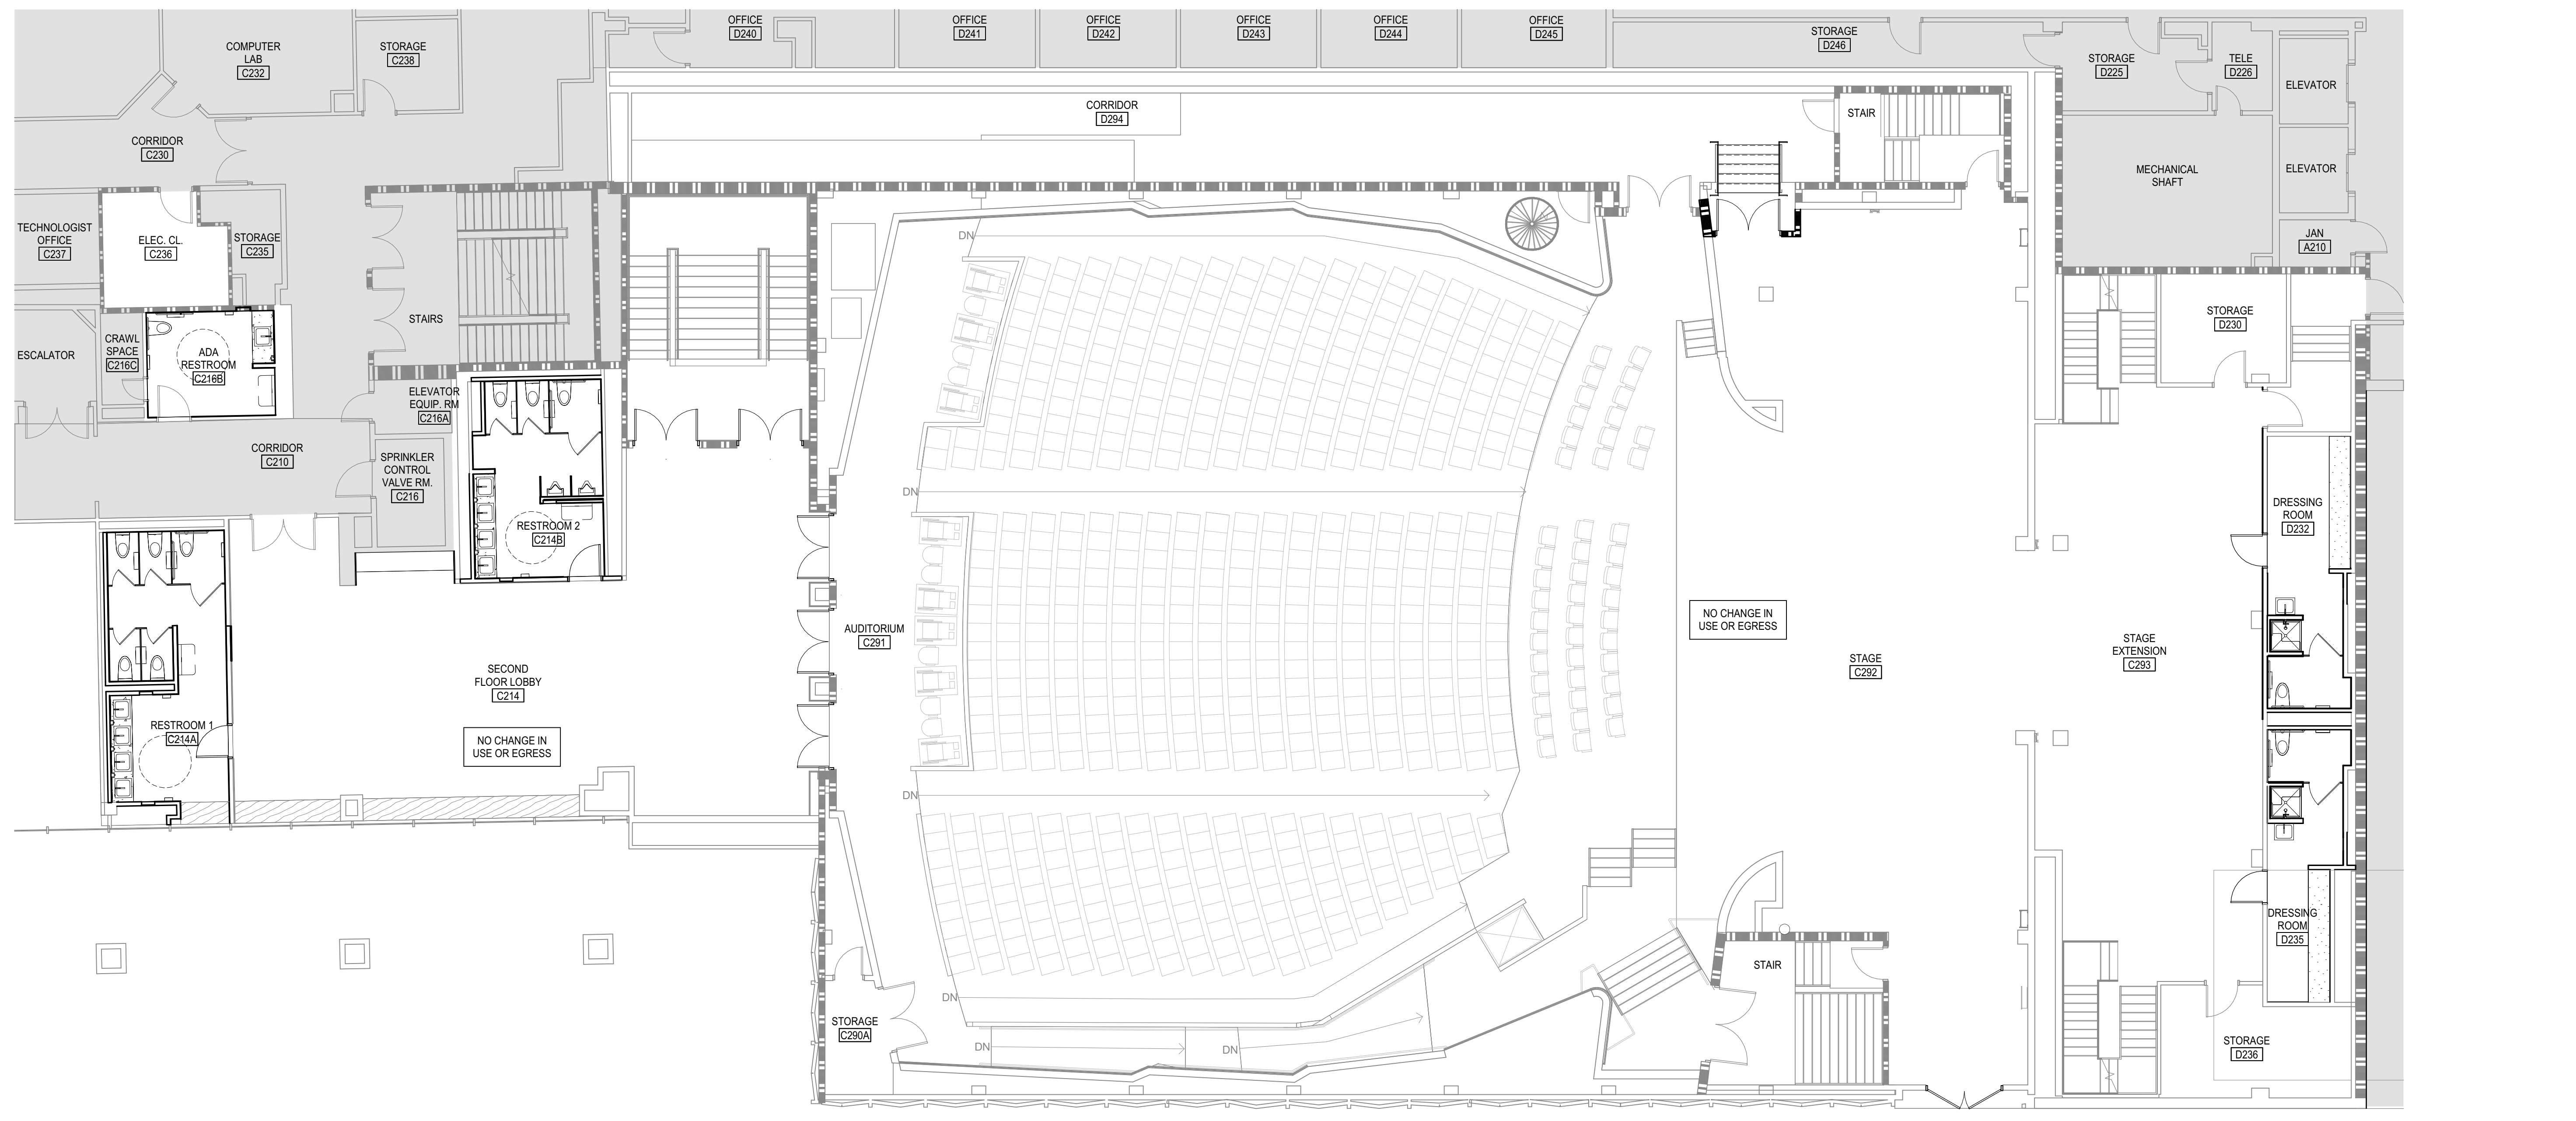 OFFICE
D240
OFFICE
D241
OFFICE
D242
OFFICE
D243
OFFICE
D244
OFFICE
D245
STORAGE
D246
COMPUTER
LAB
C232
STORAGE
C238
STORAGE
D225
TELE
D226
ELEVATOR
CORRIDOR
D294
STAIR
CORRIDOR
C230
MECHANICAL
SHAFT
ELEVATOR
TECHNOLOGIST
OFFICE
C237
ELEC. CL.
C236
STORAGE
C235
DN
JAN
A210
STAIRS
STORAGE
D230
ESCALATOR
CRAWL
SPACE
C216C
ADA
RESTROOM
C216B
ELEVATOR
EQUIP. RM
C216A
CORRIDOR
C210
SPRINKLER
CONTROL
VALVE RM.
C216
DN
RESTROOM 2
C214B
DRESSING
ROOM
D232
AUDITORIUM
C291
NO CHANGE IN
USE OR EGRESS
STAGE
C292
STAGE
EXTENSION
C293
SECOND
FLOOR LOBBY
C214
RESTROOM 1
C214A
NO CHANGE IN
USE OR EGRESS
DN
DRESSING
ROOM
D235
STAIR
DN
STORAGE
C290A
DN
DN
STORAGE
D236